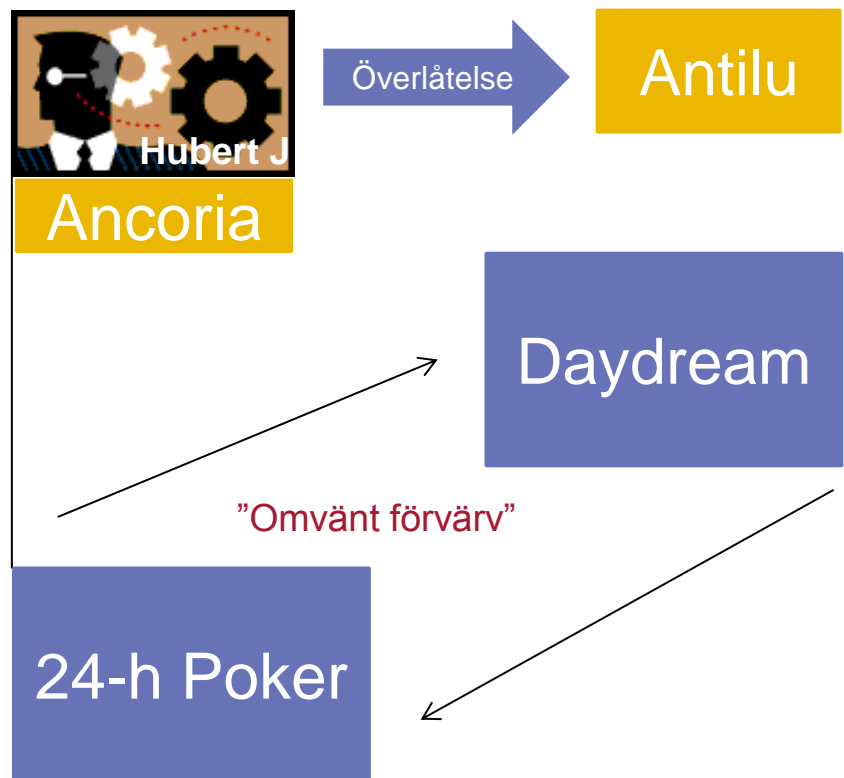 Hubert J
Överlåtelse
Antilu
Ancoria
Daydream
”Omvänt förvärv”
24-h Poker